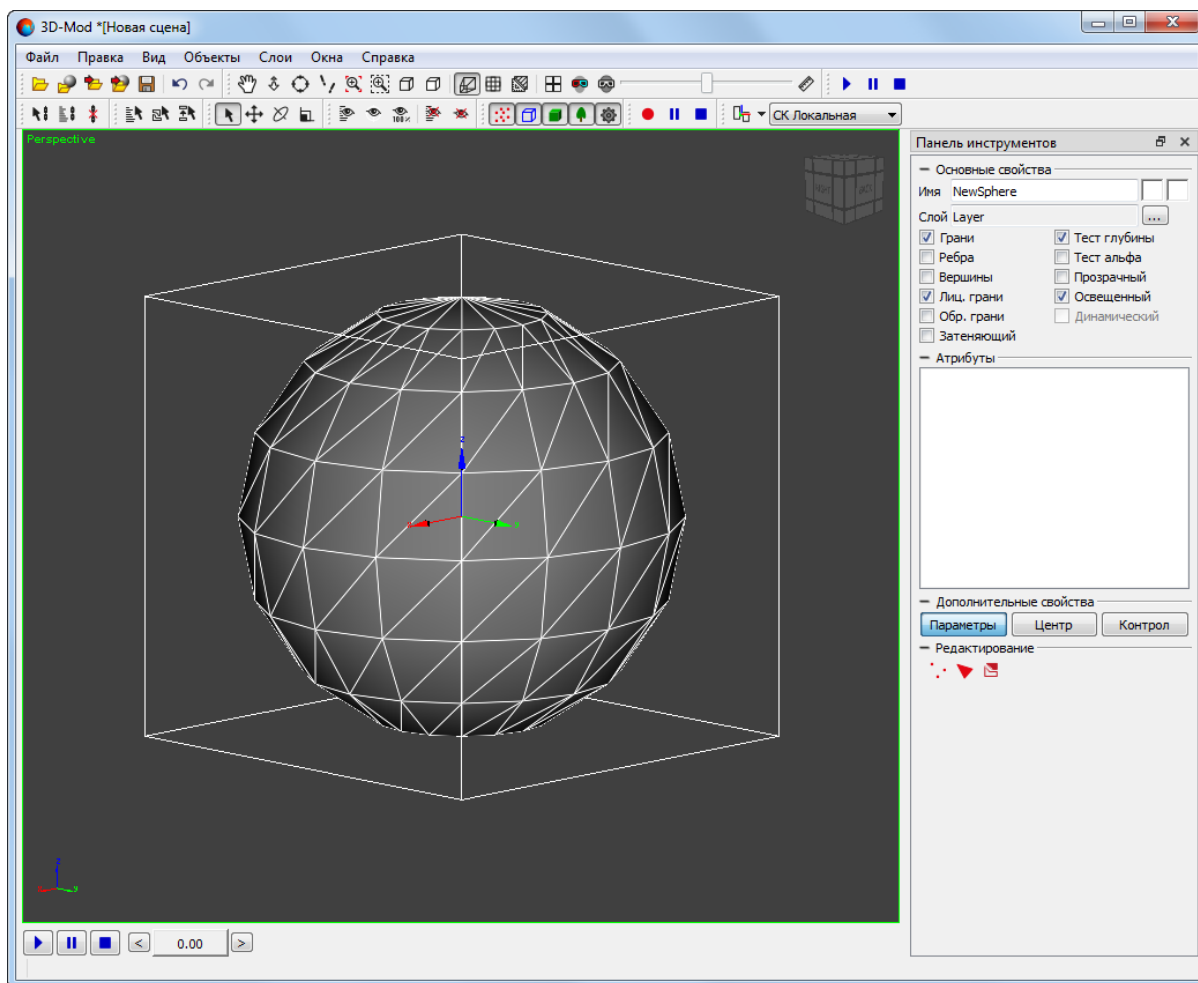 3D-Mod *[Новая сцена]
Файл Правка Вид Объекты Слои Окна Справка
100%
СК Локальная
Perspective
Панель инструментов
Основные свойства
Имя NewSphere
Слой Layer ...
Грани Тест глубины
Ребра Тест альфа
Вершины Прозрачный
Лиц. грани Освещенный
Обр. грани Динамический
Затеняющий
Атрибуты
z
x y
Дополнительные свойства
Параметры Центр Контрол
Редактирование
z
x y
< 0.00 >